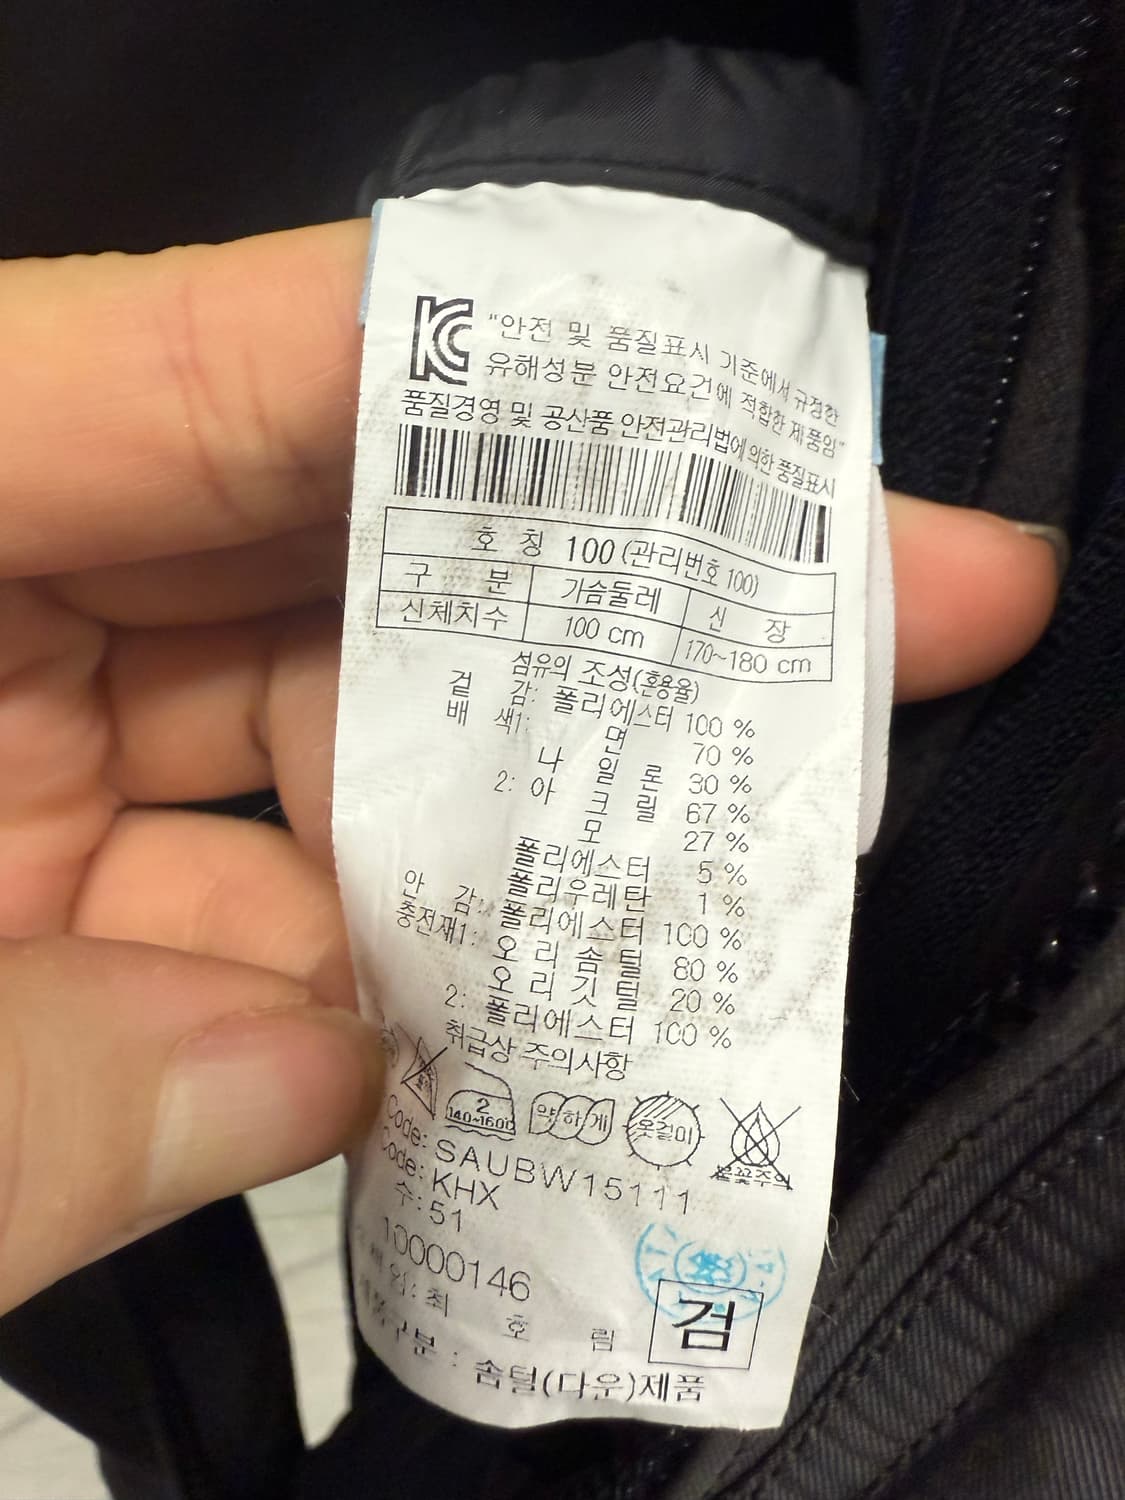 KC "안전 및 품질표시 기준에서 규정한
유해성분 안전요건에 적합한 제품임"
품질경영 및 공산품 안전관리법에 의한 품질표시
호 칭 100 (관리번호 100)
구 분 가슴둘레 신 장
신체치수 100 cm 170~180 cm
섬유의 조성(혼용율)
겉 감: 폴리에스터 100 %
배 색1: 면 70 %
나 일 론 30 %
2: 아 크 릴 67 %
모 27 %
폴리에스터 5 %
폴리우레탄 1 %
안 감: 폴리에스터 100 %
충전재1: 오 리 솜 털 80 %
오 리 깃 털 20 %
2: 폴리에스터 100 %
취급상 주의사항
2 140~160℃ 약하게 옷걸이
Code: SAUBW15111
Code: KHX
수: 51
10000146
최 호 림
검
구분 : 솜털(다운)제품